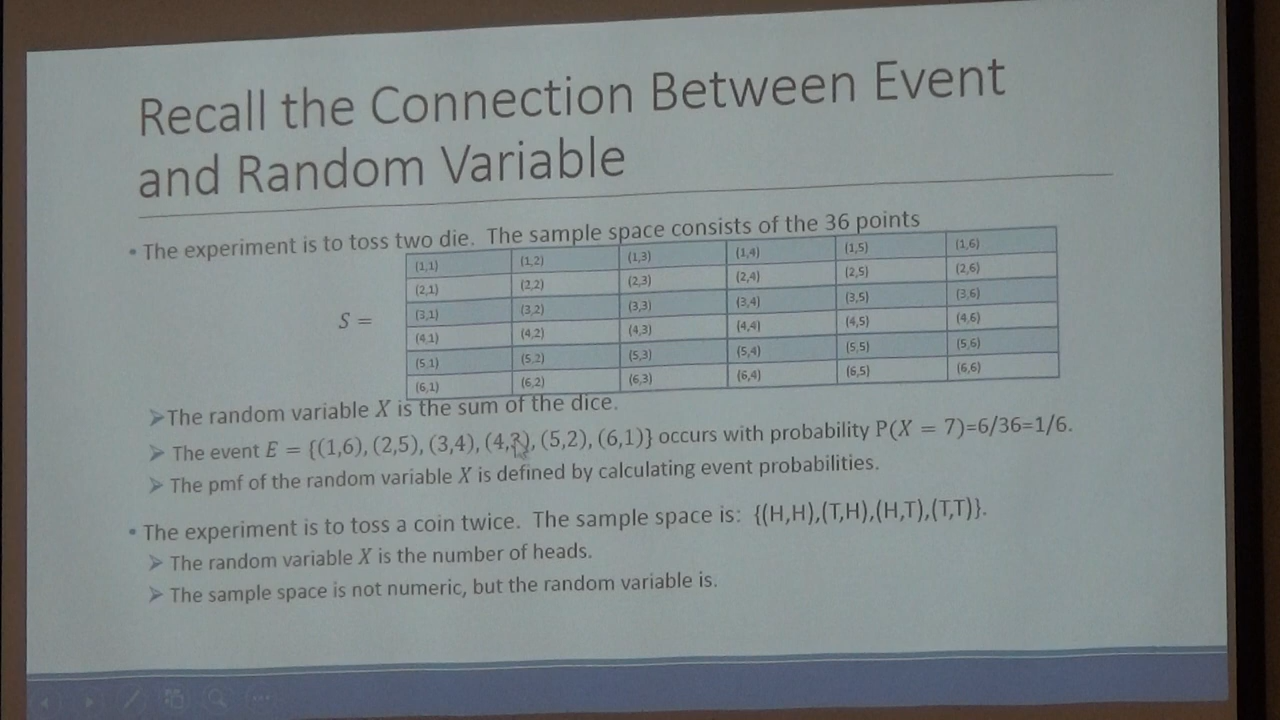 Recall the Connection Between Event
and Random Variable
• The experiment is to toss two die. The sample space consists of the 36 points
S =
(1,1) (1,2) (1,3) (1,4) (1,5) (1,6)
(2,1) (2,2) (2,3) (2,4) (2,5) (2,6)
(3,1) (3,2) (3,3) (3,4) (3,5) (3,6)
(4,1) (4,2) (4,3) (4,4) (4,5) (4,6)
(5,1) (5,2) (5,3) (5,4) (5,5) (5,6)
(6,1) (6,2) (6,3) (6,4) (6,5) (6,6)
➢The random variable X is the sum of the dice.
➢ The event E = {(1,6), (2,5), (3,4), (4,3), (5,2), (6,1)} occurs with probability P(X = 7)=6/36=1/6.
➢ The pmf of the random variable X is defined by calculating event probabilities.
• The experiment is to toss a coin twice. The sample space is: {(H,H),(T,H),(H,T),(T,T)}.
➢ The random variable X is the number of heads.
➢ The sample space is not numeric, but the random variable is.